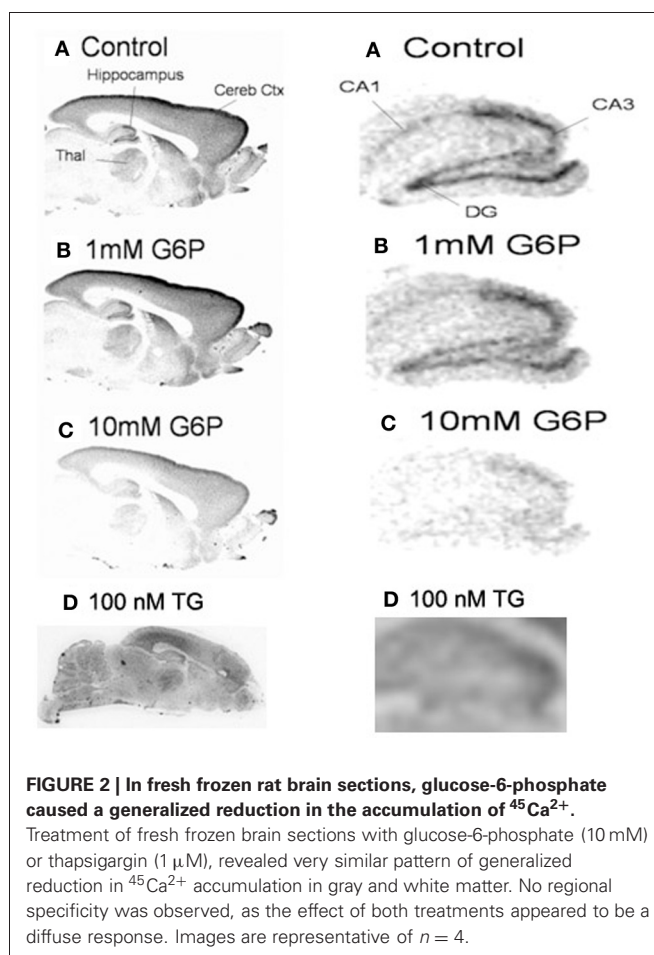 A Control
Hippocampus
Cereb Ctx
Thal
B 1mM G6P
C 10mM G6P
D 100 nM TG
A Control
CA1
CA3
DG
B 1mM G6P
C 10mM G6P
D 100 nM TG
FIGURE 2 | In fresh frozen rat brain sections, glucose-6-phosphate
caused a generalized reduction in the accumulation of ⁴⁵Ca²⁺.
Treatment of fresh frozen brain sections with glucose-6-phosphate (10 mM)
or thapsigargin (1 μM), revealed very similar pattern of generalized
reduction in ⁴⁵Ca²⁺ accumulation in gray and white matter. No regional
specificity was observed, as the effect of both treatments appeared to be a
diffuse response. Images are representative of n = 4.